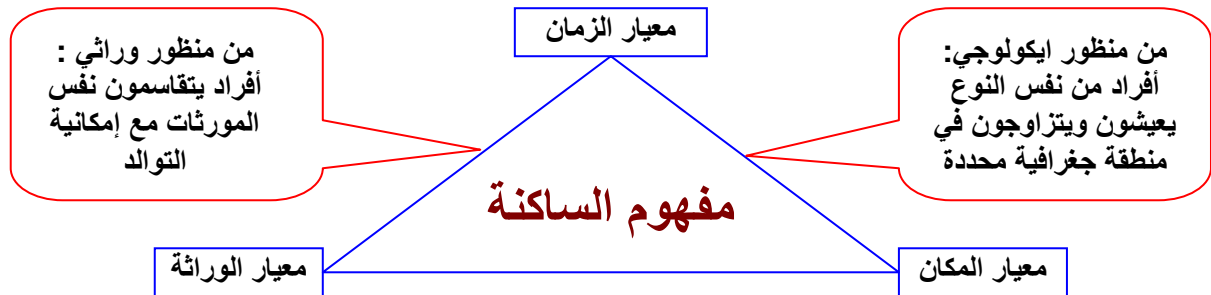 معيار الزمان
من منظور ايكولوجي:
أفراد من نفس النوع
يعيشون ويتزاوجون في
منطقة جغرافية محددة
من منظور وراثي :
أفراد يتقاسمون نفس
المورثات مع إمكانية
التوالد
مفهوم الساكنة
معيار المكان
معيار الوراثة